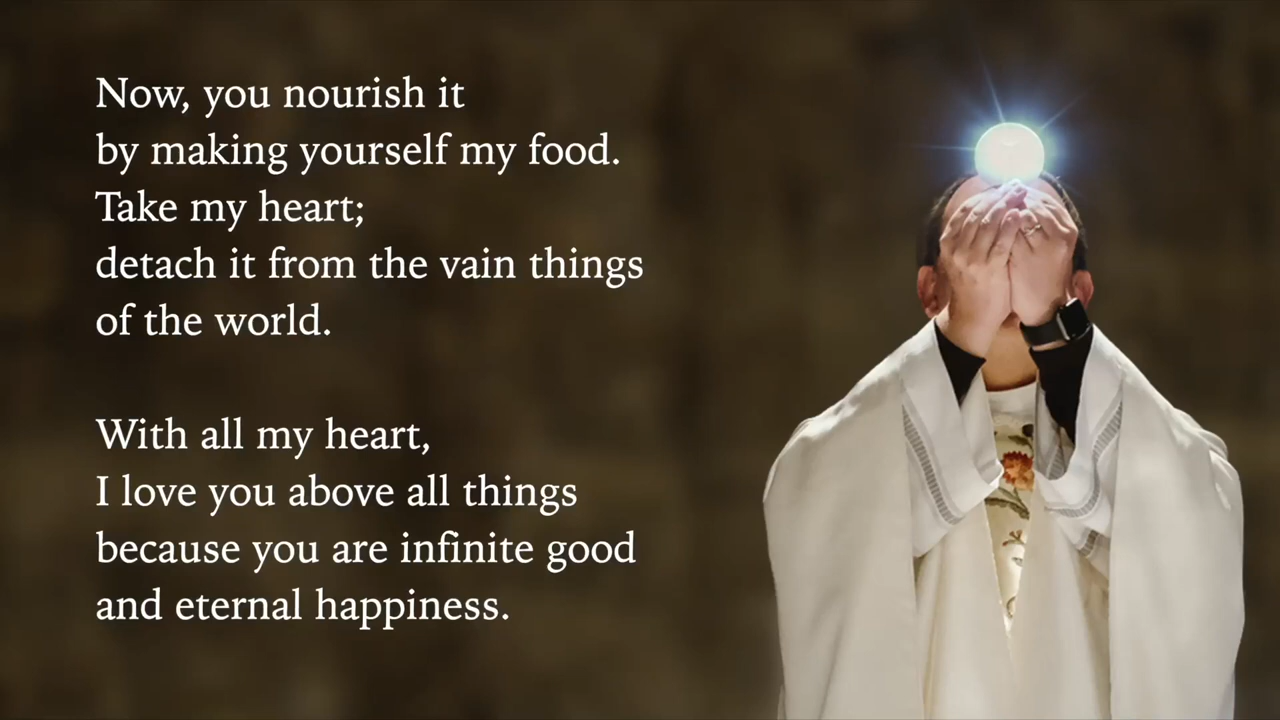 Now, you nourish it
by making yourself my food.
Take my heart;
detach it from the vain things
of the world.
With all my heart,
I love you above all things
because you are infinite good
and eternal happiness.